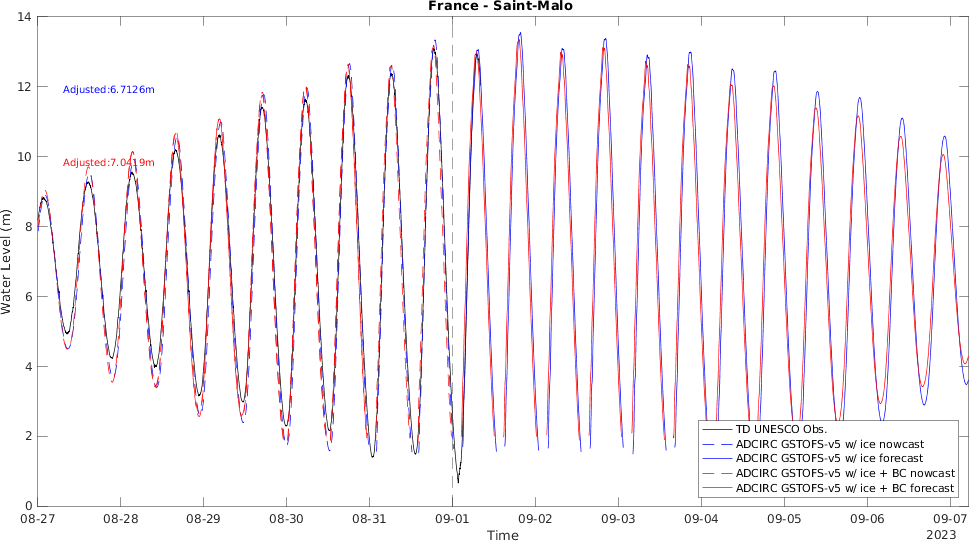 France - Saint-Malo
14
12
10
8
6
4
2
0
Water Level (m)
Adjusted:6.7126m
Adjusted:7.0419m
TD UNESCO Obs.
ADCIRC GSTOFS-v5 w/ ice nowcast
ADCIRC GSTOFS-v5 w/ ice forecast
ADCIRC GSTOFS-v5 w/ ice + BC nowcast
ADCIRC GSTOFS-v5 w/ ice + BC forecast
08-27 08-28 08-29 08-30 08-31 09-01 09-02 09-03 09-04 09-05 09-06 09-07
Time
2023